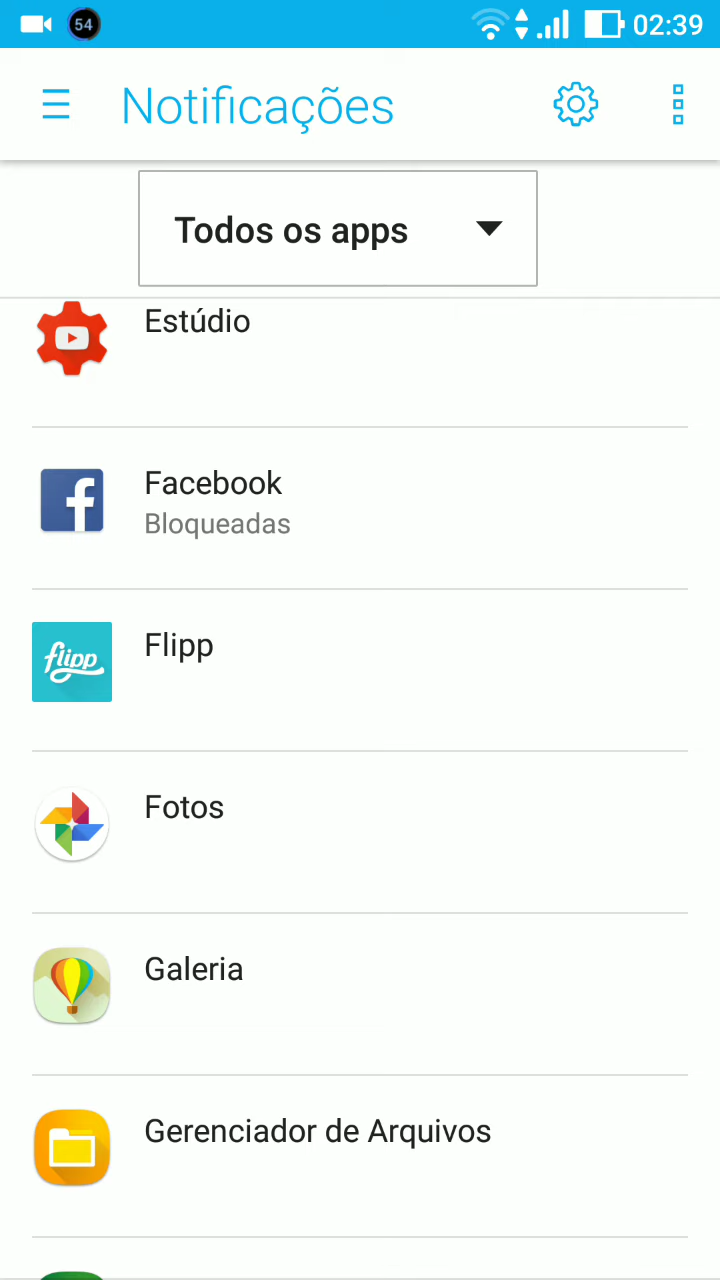 54
02:39
Notificações
Todos os apps
Estúdio
Facebook
Bloqueadas
flipp
Flipp
Fotos
Galeria
Gerenciador de Arquivos